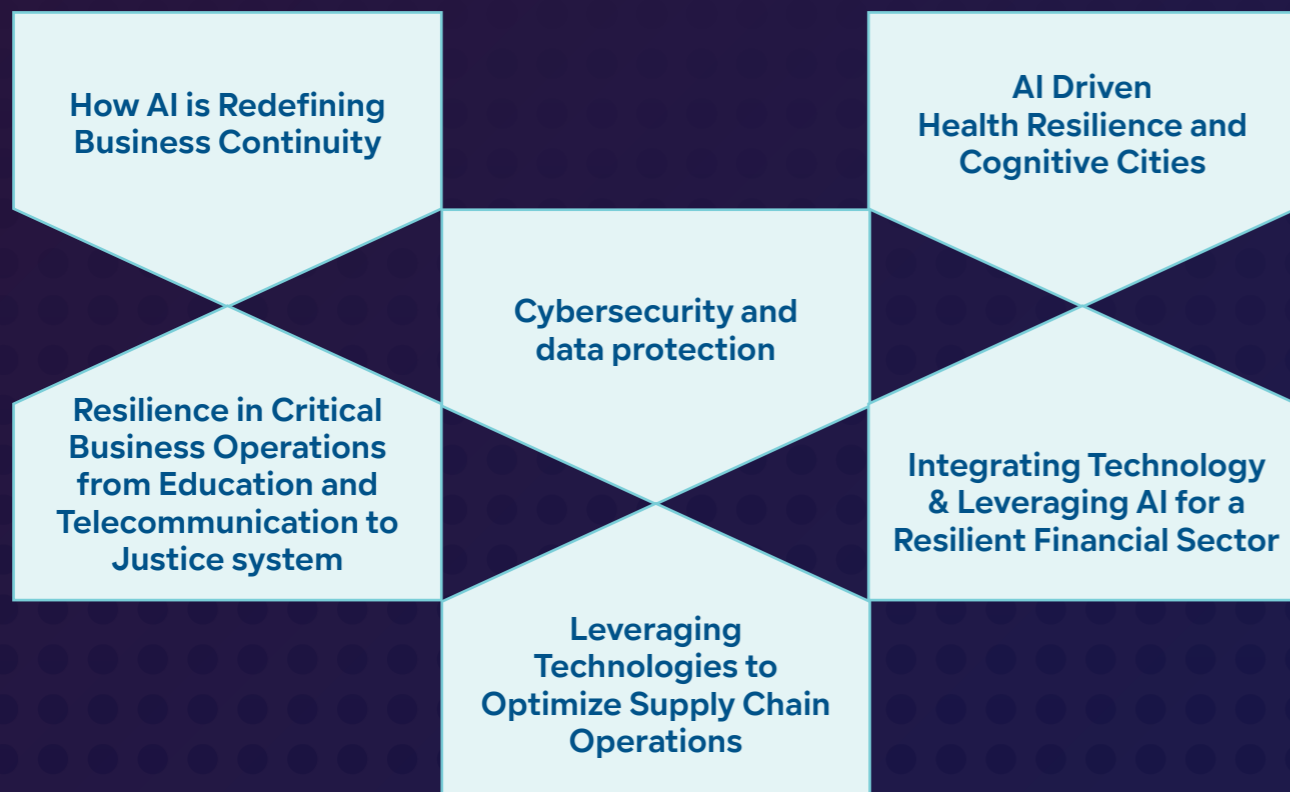 How AI is Redefining
Business Continuity
AI Driven
Health Resilience and
Cognitive Cities
Cybersecurity and
data protection
Resilience in Critical
Business Operations
from Education and
Telecommunication to
Justice system
Integrating Technology
& Leveraging AI for a
Resilient Financial Sector
Leveraging
Technologies to
Optimize Supply Chain
Operations